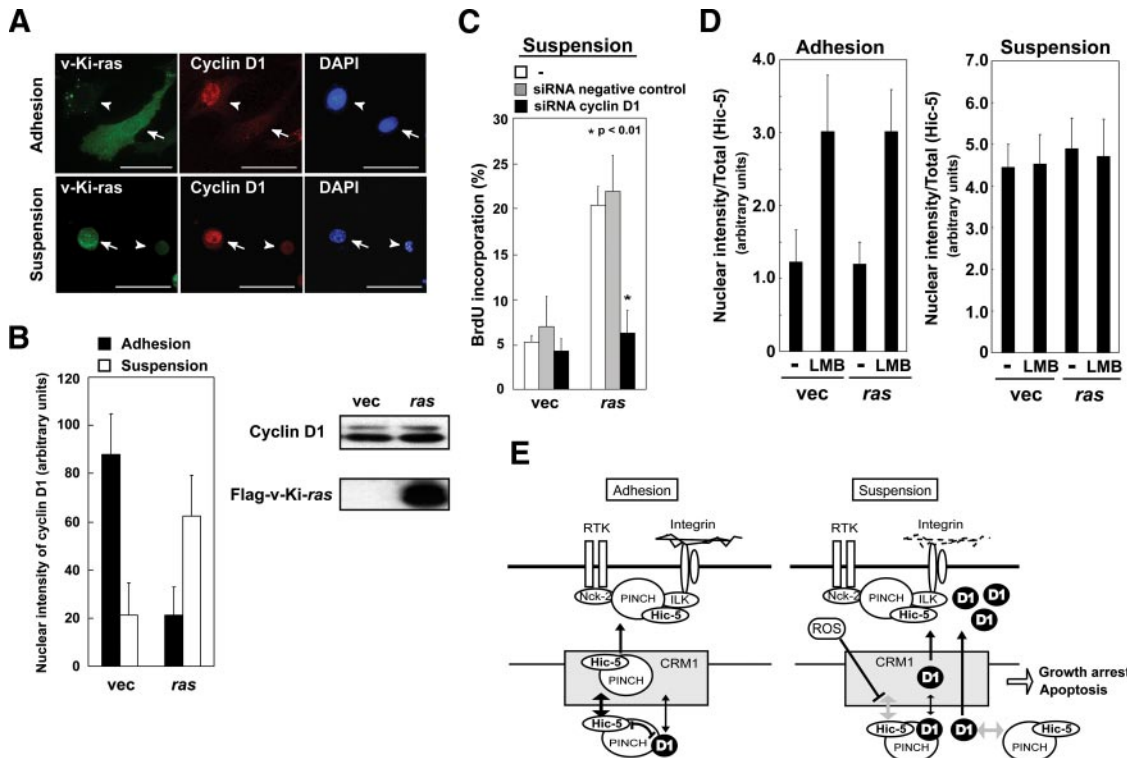 A
v-Ki-ras
Cyclin D1
DAPI
Adhesion
v-Ki-ras
Cyclin D1
DAPI
Suspension
B
Adhesion
Suspension
Nuclear intensity of cyclin D1 (arbitrary units)
120
100
80
60
40
20
0
vec
ras
vec
ras
Cyclin D1
Flag-v-Ki-ras
C
Suspension
-
siRNA negative control
siRNA cyclin D1
* p < 0.01
BrdU incorporation (%)
30
25
20
15
10
5
0
*
vec
ras
D
Adhesion
Nuclear intensity/Total (Hic-5)
(arbitrary units)
4.0
3.0
2.0
1.0
0
- LMB - LMB
vec
ras
Suspension
Nuclear intensity/Total (Hic-5)
(arbitrary units)
7.0
6.0
5.0
4.0
3.0
2.0
1.0
0
- LMB - LMB
vec
ras
E
Adhesion
RTK
Integrin
Nck-2
PINCH
ILK
Hic-5
Hic-5
CRM1
PINCH
Hic-5
PINCH
D1
Suspension
RTK
Integrin
Nck-2
PINCH
ILK
Hic-5
D1
D1
D1
D1
ROS
CRM1
D1
Growth arrest
Apoptosis
Hic-5
D1
D1
Hic-5
PINCH
PINCH